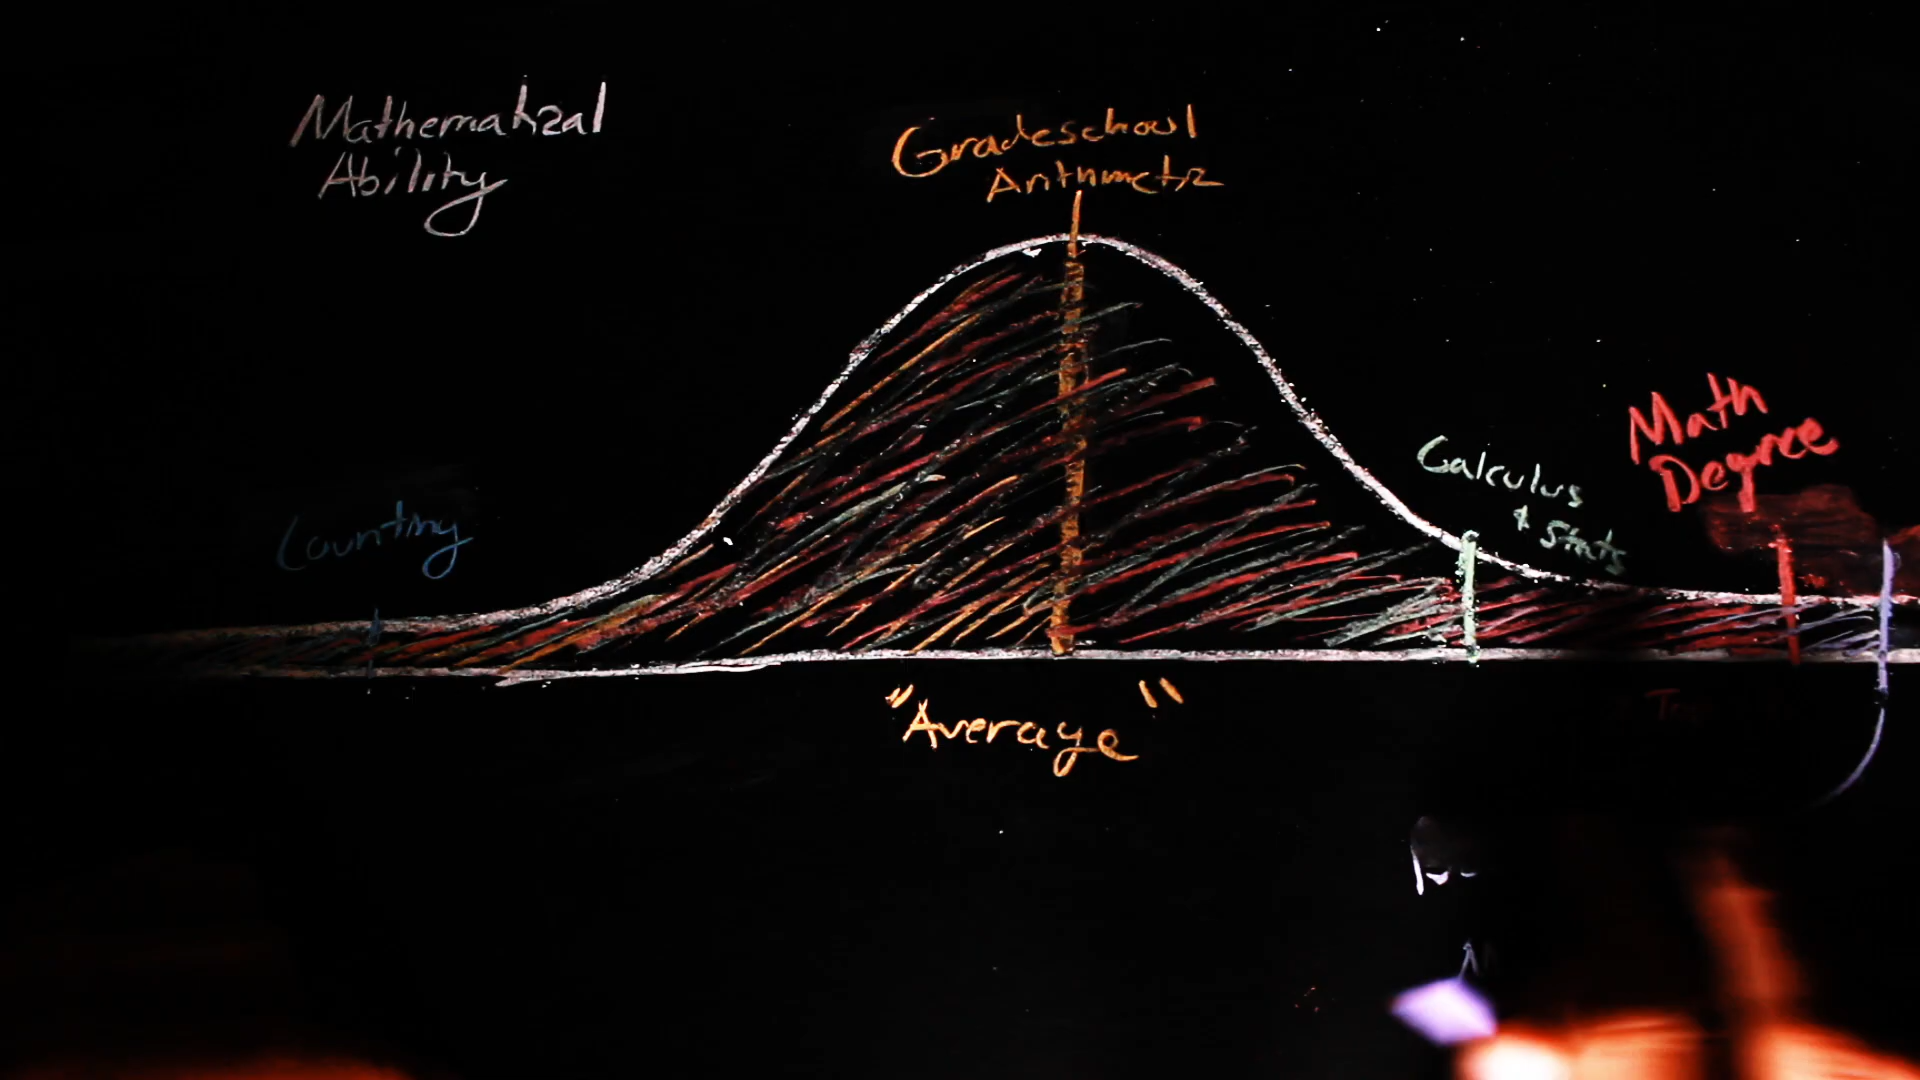 Mathematical
Ability
Gradeschool
Arithmetic
Counting
Calculus
& Stats
Math
Degree
"Average"